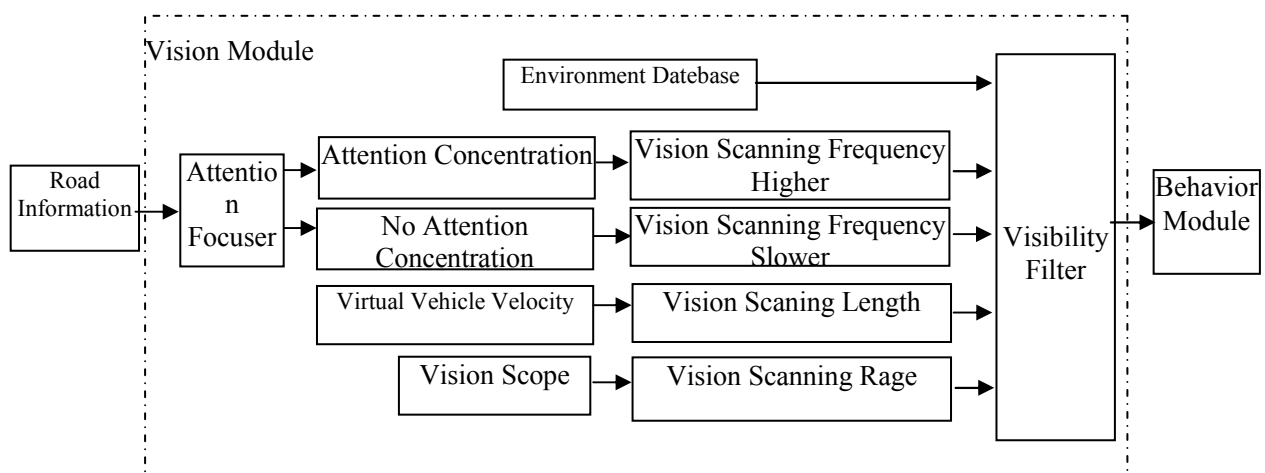 Vision Module
Environment Datebase
Road
Information
Attentio
n
Focuser
Attention Concentration
Vision Scanning Frequency
Higher
No Attention
Concentration
Vision Scanning Frequency
Slower
Virtual Vehicle Velocity
Vision Scaning Length
Vision Scope
Vision Scanning Rage
Visibility
Filter
Behavior
Module